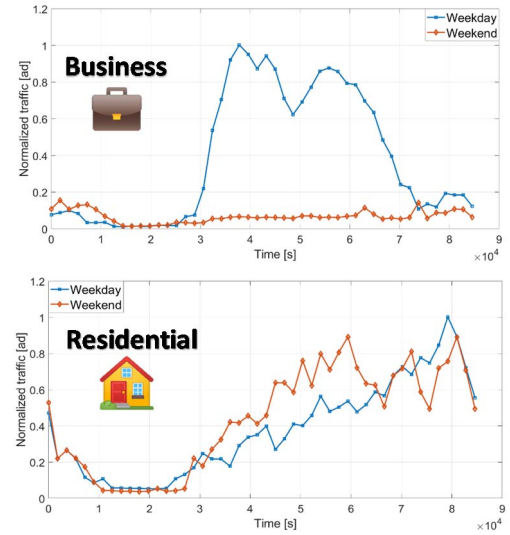 1.2
1
0.8
0.6
0.4
0.2
0
Normalized traffic [ad]
Business
Weekday
Weekend
0 1 2 3 4 5 6 7 8 9
Time [s]
×10⁴
1.2
1
0.8
0.6
0.4
0.2
0
Normalized traffic [ad]
Weekday
Weekend
Residential
0 1 2 3 4 5 6 7 8 9
Time [s]
×10⁴